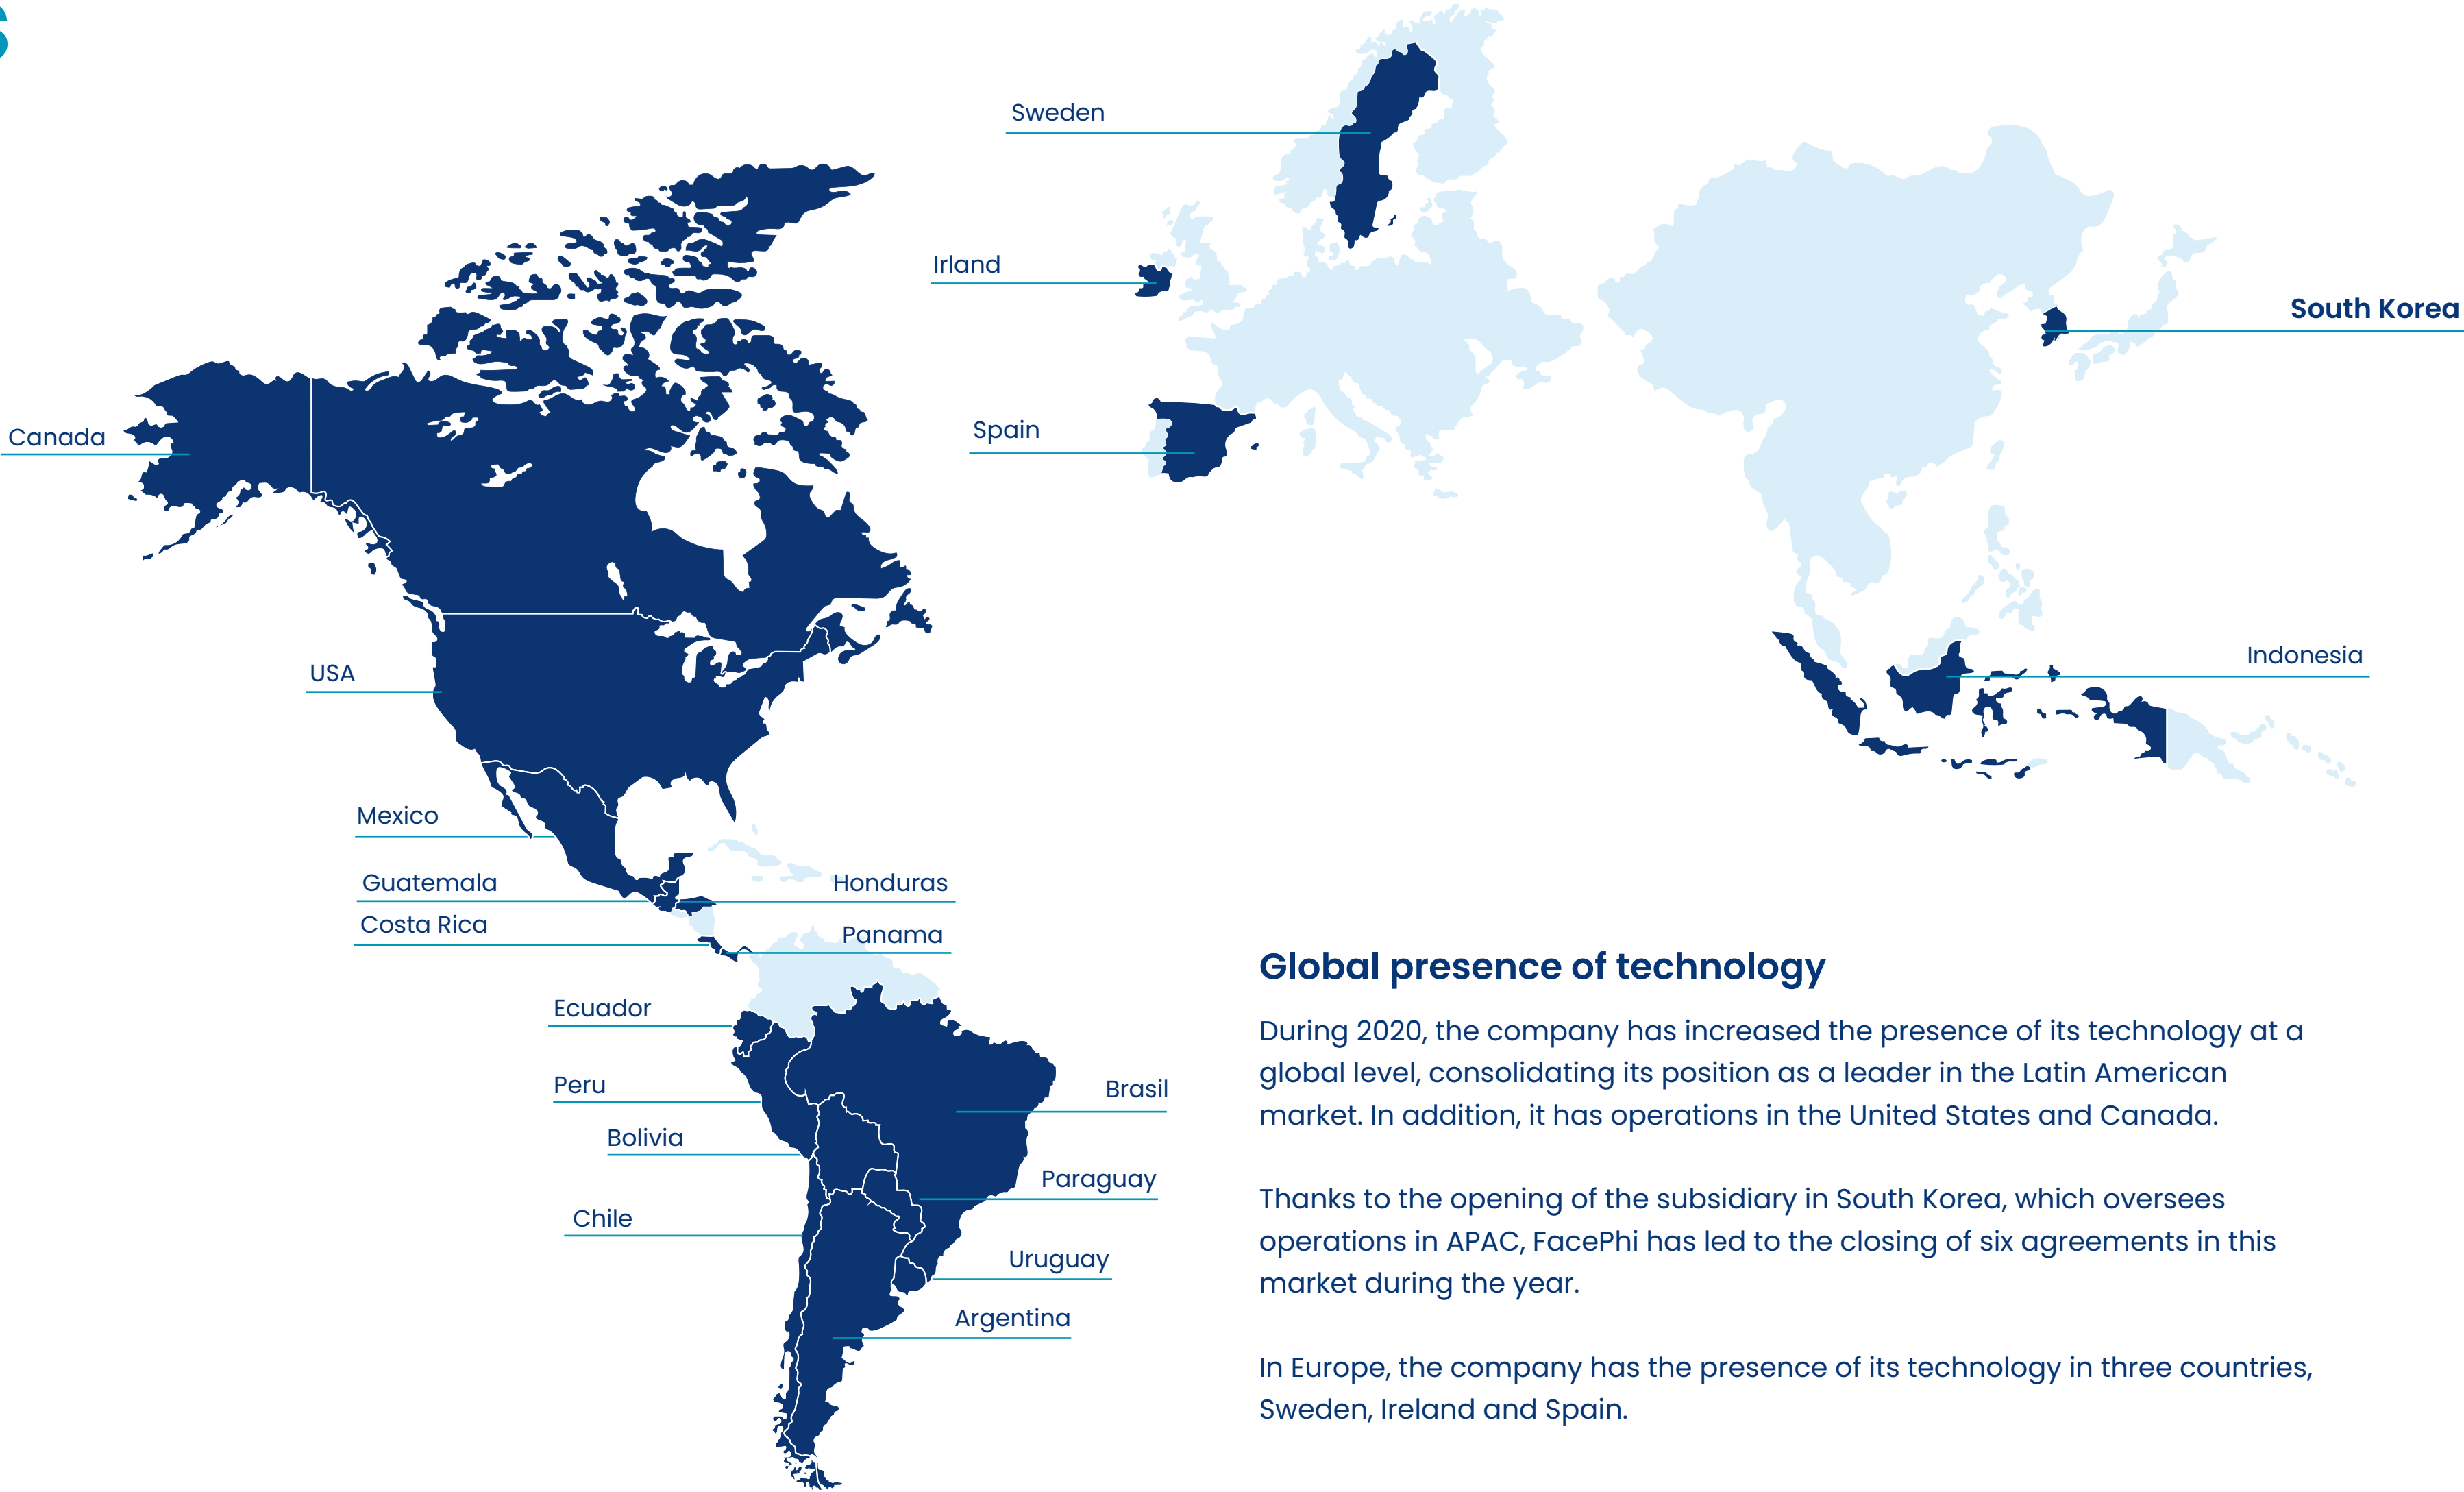 s
Sweden
Irland
South Korea
Canada
Spain
Indonesia
USA
Mexico
Guatemala
Honduras
Costa Rica
Panama
Ecuador
Peru
Brasil
Bolivia
Paraguay
Chile
Uruguay
Argentina
Global presence of technology
During 2020, the company has increased the presence of its technology at a
global level, consolidating its position as a leader in the Latin American
market. In addition, it has operations in the United States and Canada.
Thanks to the opening of the subsidiary in South Korea, which oversees
operations in APAC, FacePhi has led to the closing of six agreements in this
market during the year.
In Europe, the company has the presence of its technology in three countries,
Sweden, Ireland and Spain.